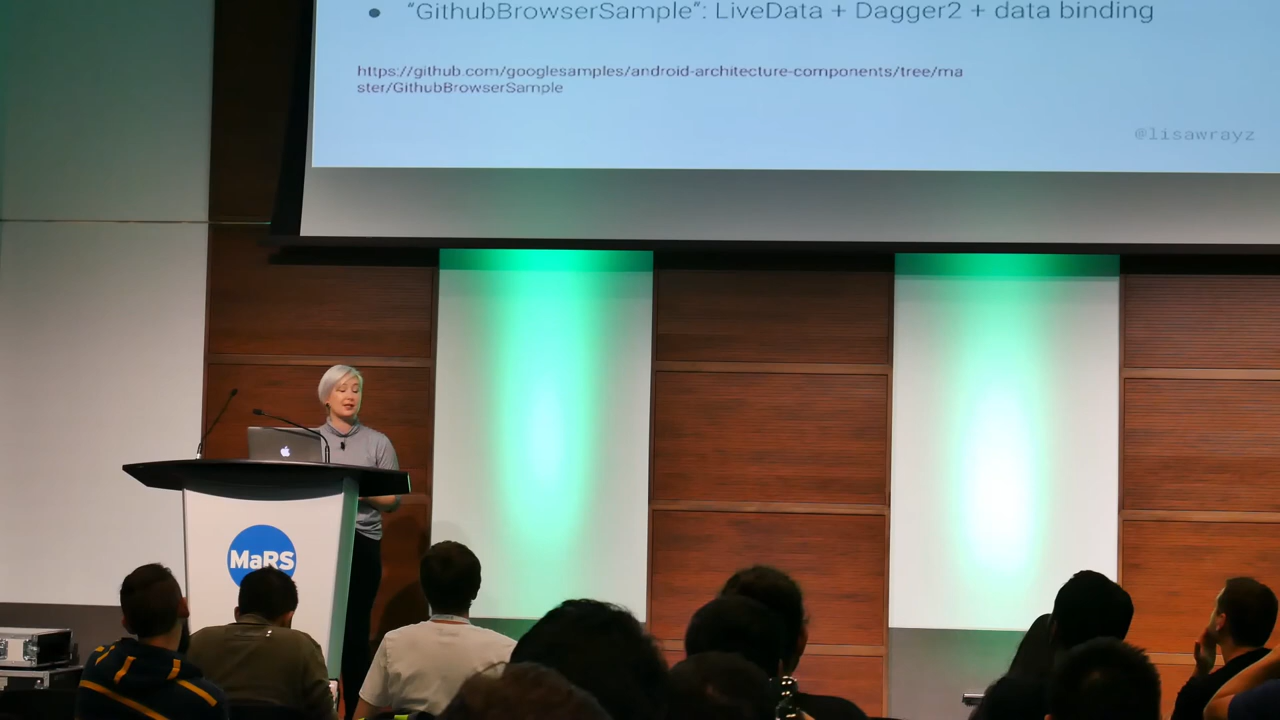 • “GithubBrowserSample”: LiveData + Dagger2 + data binding
https://github.com/googlesamples/android-architecture-components/tree/ma
ster/GithubBrowserSample
@lisawrayz
MaRS